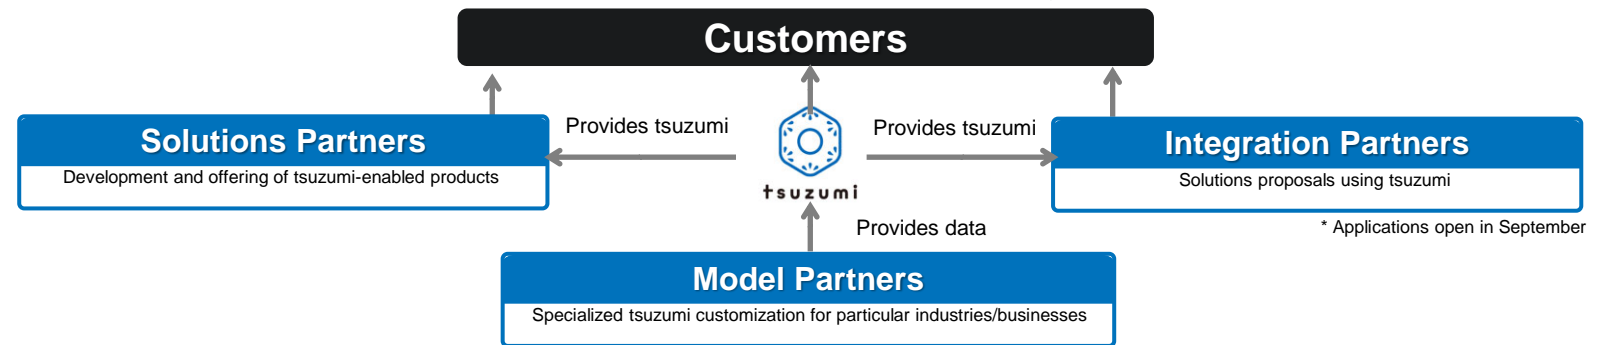 Customers
Solutions Partners
Development and offering of tsuzumi-enabled products
Provides tsuzumi
tsuzumi
Provides tsuzumi
Integration Partners
Solutions proposals using tsuzumi
* Applications open in September
Provides data
Model Partners
Specialized tsuzumi customization for particular industries/businesses